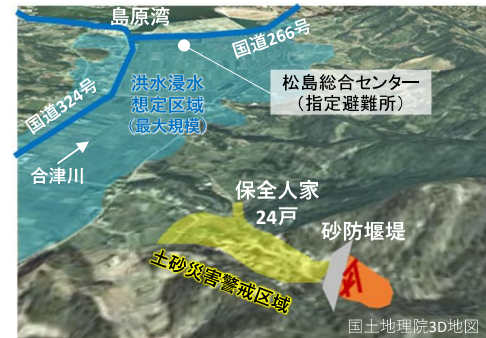 島原湾
国道266号
国道324号
洪水浸水
想定区域
（最大規模）
松島総合センター
（指定避難所）
合津川
保全人家
24戸
砂防堰堤
土砂災害警戒区域
国土地理院3D地図